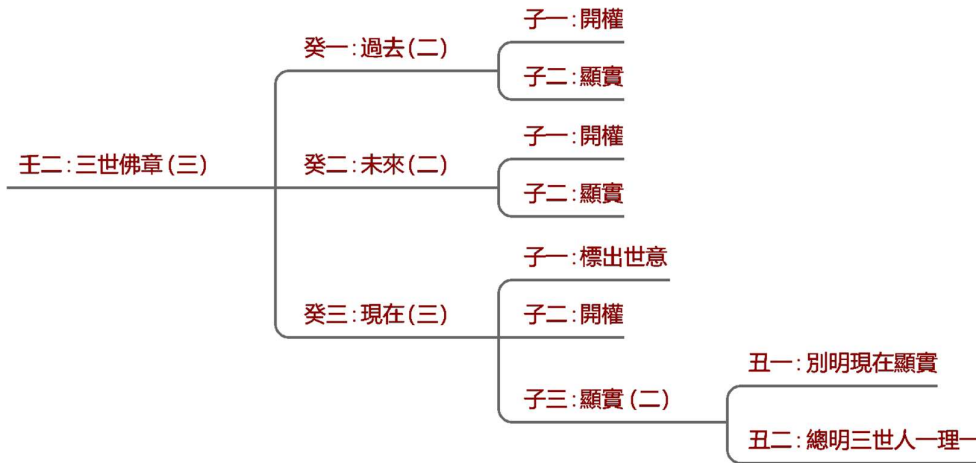 壬二：三世佛章（三）
癸一：過去（二）
子一：開權
子二：顯實
癸二：未來（二）
子一：開權
子二：顯實
癸三：現在（三）
子一：標出世意
子二：開權
子三：顯實（二）
丑一：別明現在顯實
丑二：總明三世人一理一